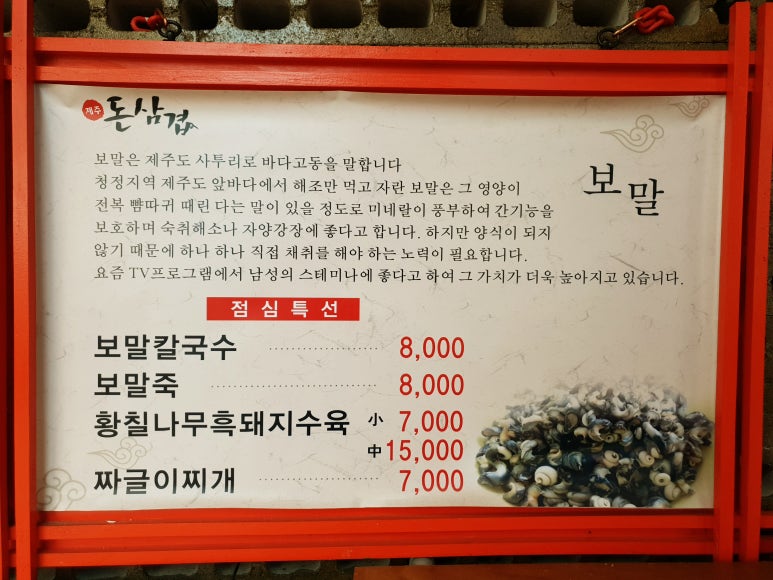 제주 돈삼겹
보말
보말은 제주도 사투리로 바다고동을 말합니다
청정지역 제주도 앞바다에서 해조만 먹고 자란 보말은 그 영양이
전복 뺨따귀 때린 다는 말이 있을 정도로 미네랄이 풍부하여 간기능을
보호하며 숙취해소나 자양강장에 좋다고 합니다. 하지만 양식이 되지
않기 때문에 하나 하나 직접 채취를 해야 하는 노력이 필요합니다.
요즘 TV프로그램에서 남성의 스테미나에 좋다고 하여 그 가치가 더욱 높아지고 있습니다.
점심특선
보말칼국수 8,000
보말죽 8,000
황칠나무흑돼지수육 小 7,000
中 15,000
짜글이찌개 7,000